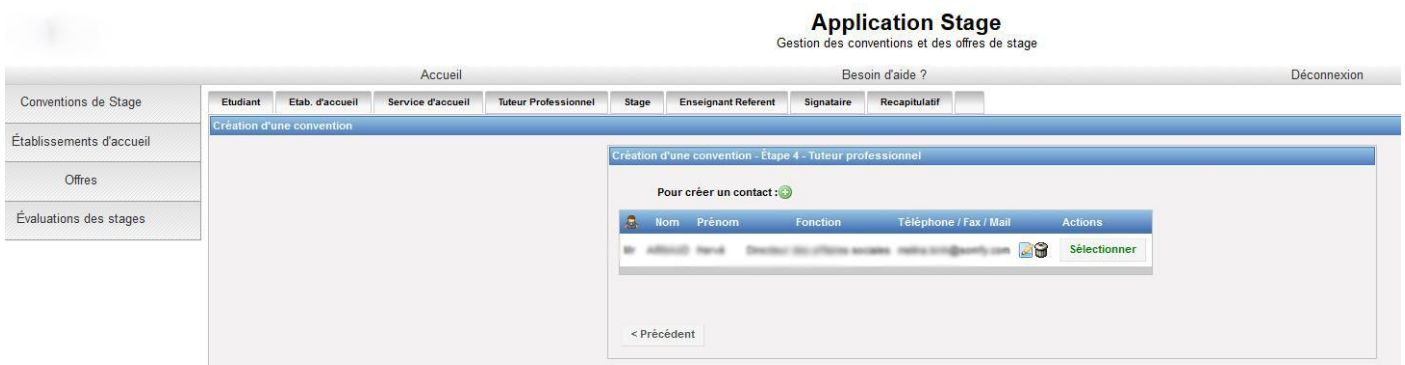 Application Stage
Gestion des conventions et des offres de stage
Accueil Besoin d'aide ? Déconnexion
Conventions de Stage
Établissements d'accueil
Offres
Évaluations des stages
Etudiant Etab. d'accueil Service d'accueil Tuteur Professionnel Stage Enseignant Referent Signataire Recapitulatif
Création d'une convention
Création d'une convention - Étape 4 - Tuteur professionnel
Pour créer un contact :
Nom Prénom Fonction Tèléphone / Fax / Mail Actions
Sélectionner
< Précédent